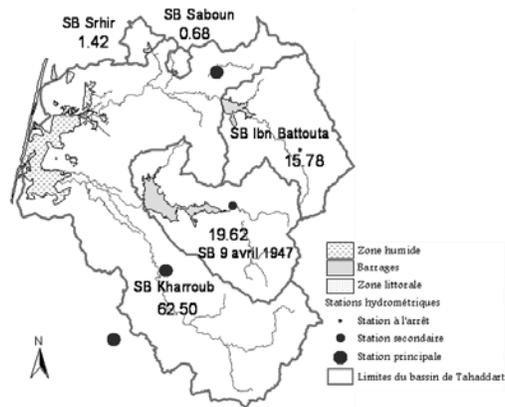 SB Srhir
1.42
SB Saboun
0.68
SB Ibn Battouta
15.78
19.62
SB 9 avril 1947
SB Kharroub
62.50
N
Zone humide
Barrages
Zone littorale
Stations hydrométriques
Station à l'arrêt
Station secondaire
Station principale
Limites du bassin de Tahaddart